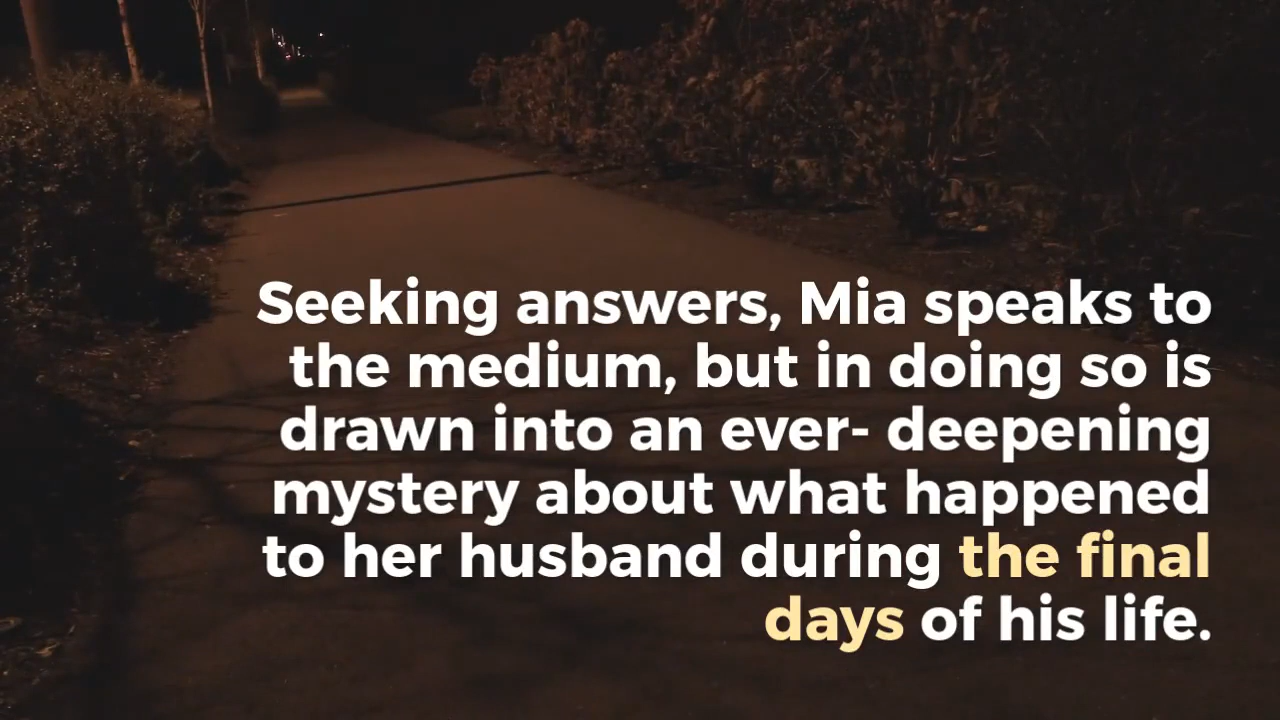 Seeking answers, Mia speaks to
the medium, but in doing so is
drawn into an ever- deepening
mystery about what happened
to her husband during the final
days of his life.